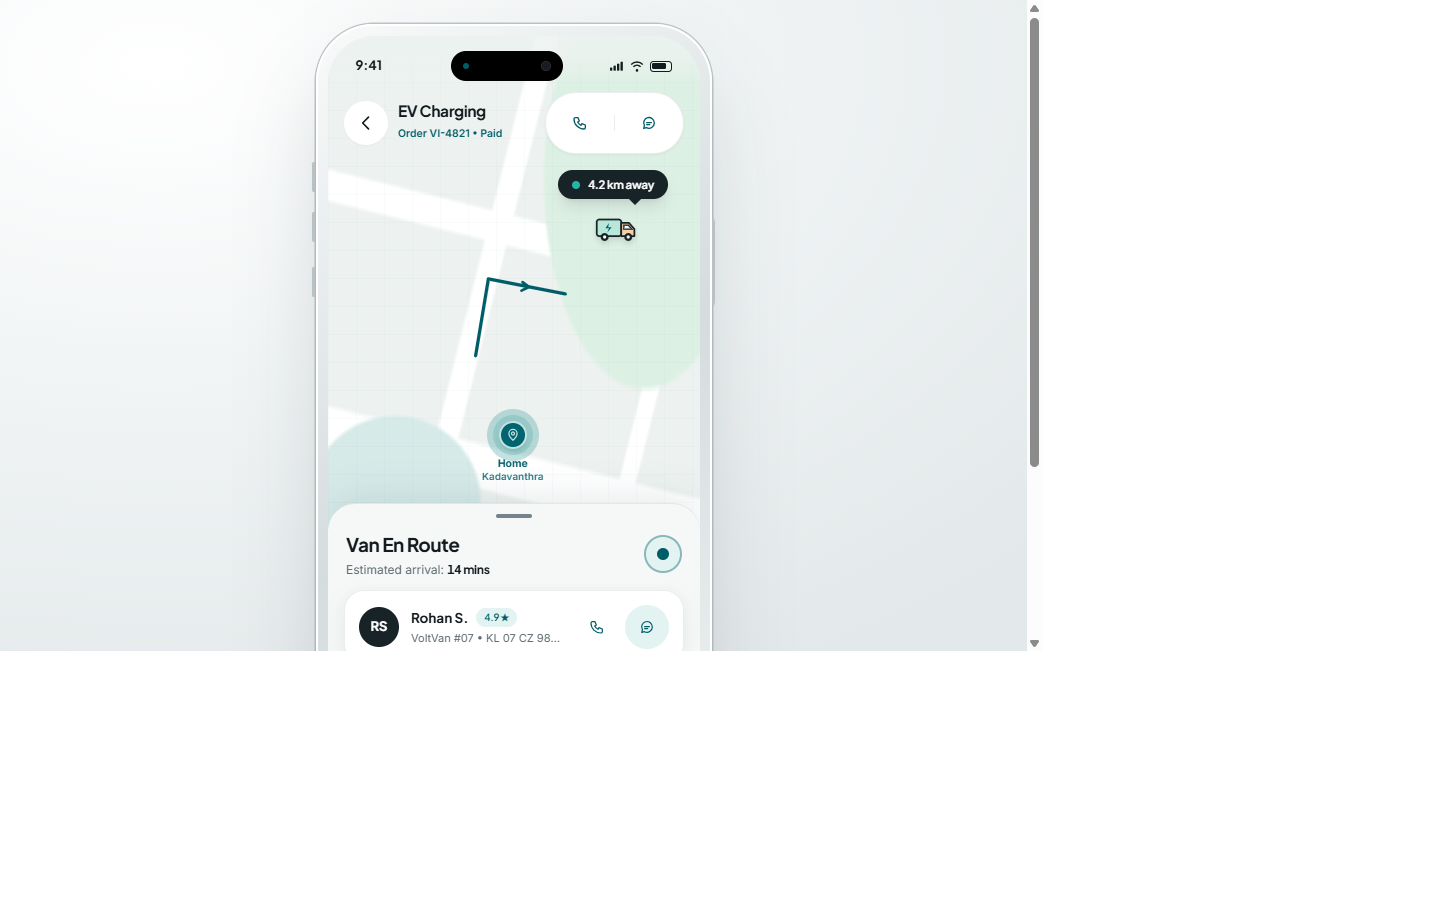 9:41
EV Charging
Order VI-4821 • Paid
4.2 km away
Home
Kadavanthra
Van En Route
Estimated arrival: 14 mins
RS
Rohan S.
4.9★
VoltVan #07 • KL 07 CZ 98...